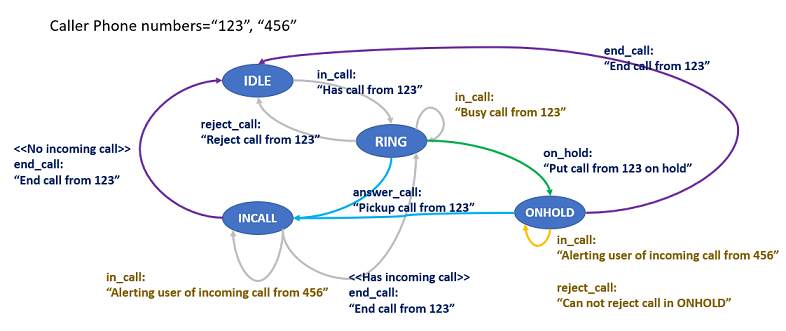 Caller Phone numbers=“123”, “456”
end_call:
“End call from 123”
IDLE
in_call:
“Has call from 123”
in_call:
“Busy call from 123”
reject_call:
“Reject call from 123”
RING
<<No incoming call>>
end_call:
“End call from 123”
on_hold:
“Put call from 123 on hold”
answer_call:
“Pickup call from 123”
INCALL
ONHOLD
in_call:
“Alerting user of incoming call from 456”
in_call:
“Alerting user of incoming call from 456”
<<Has incoming call>>
end_call:
“End call from 123”
reject_call:
“Can not reject call in ONHOLD”